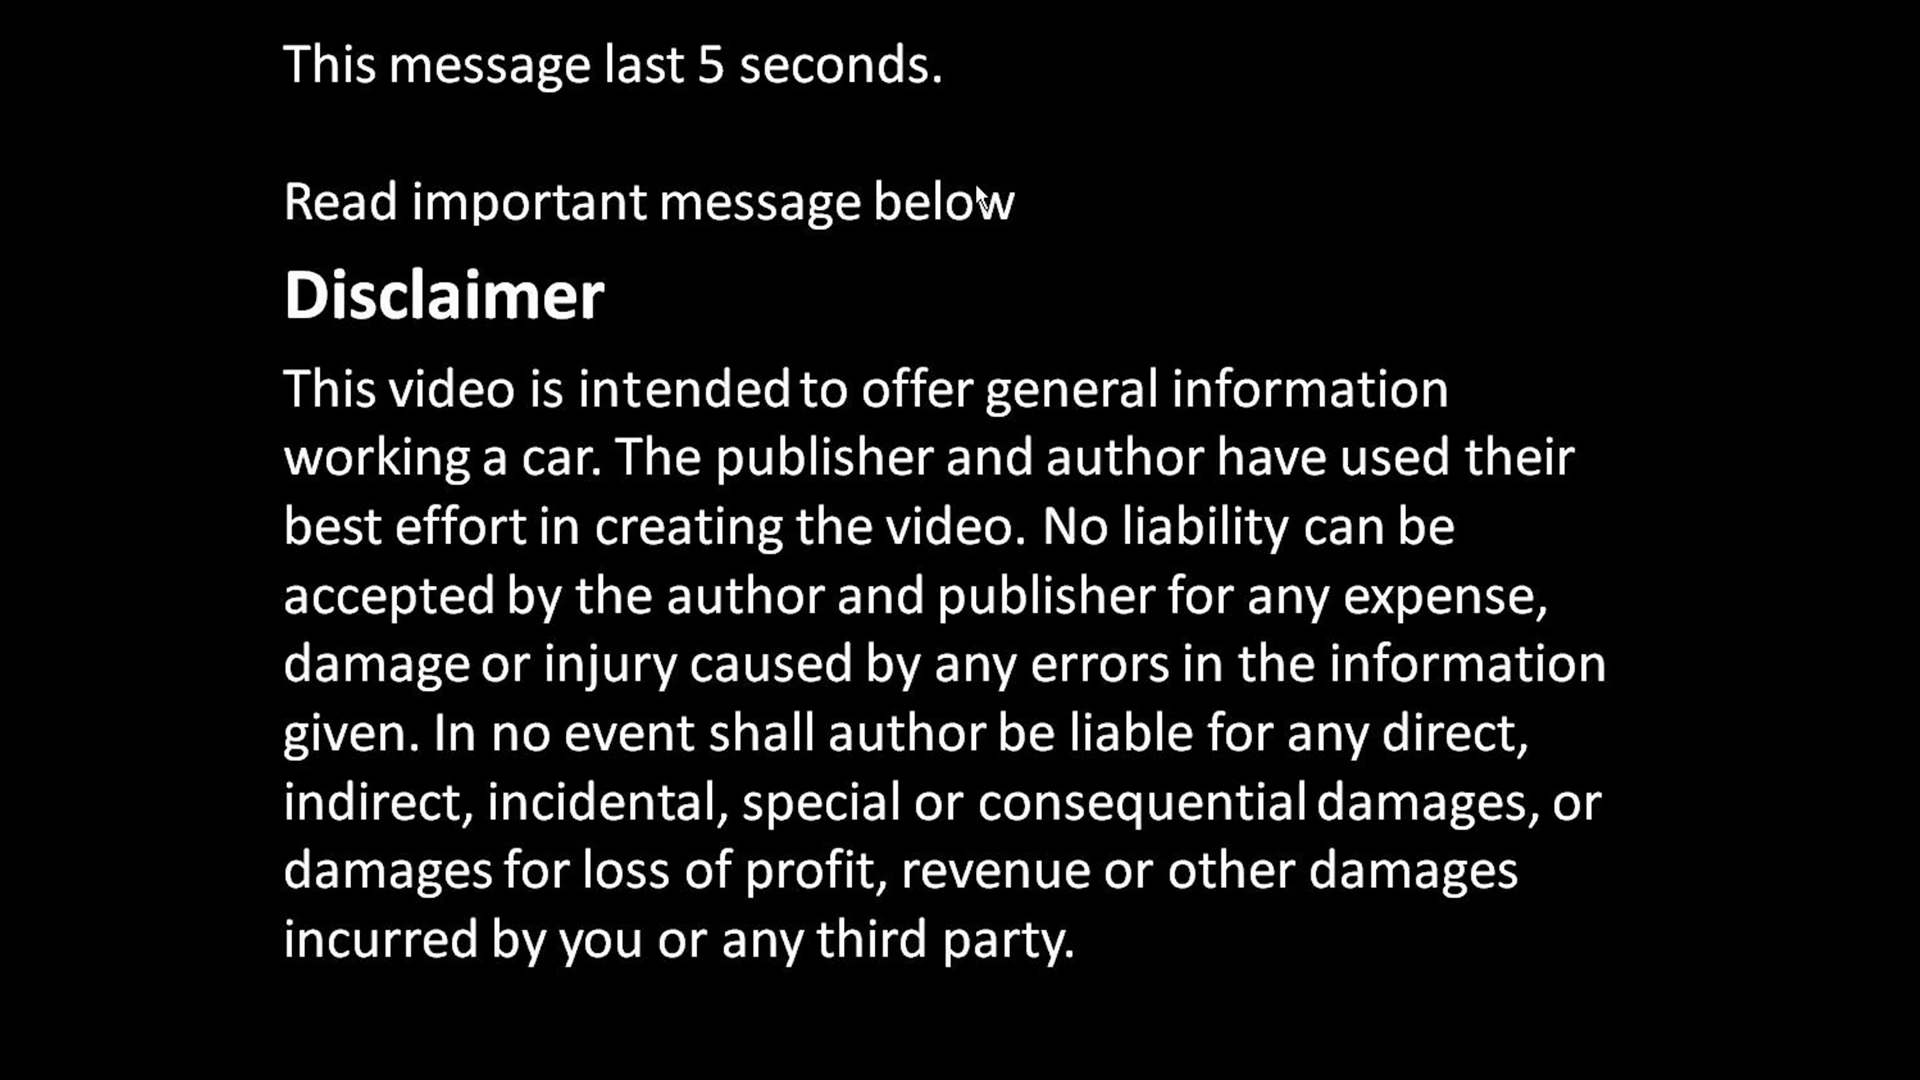 This message last 5 seconds.
Read important message below
Disclaimer
This video is intended to offer general information
working a car. The publisher and author have used their
best effort in creating the video. No liability can be
accepted by the author and publisher for any expense,
damage or injury caused by any errors in the information
given. In no event shall author be liable for any direct,
indirect, incidental, special or consequential damages, or
damages for loss of profit, revenue or other damages
incurred by you or any third party.